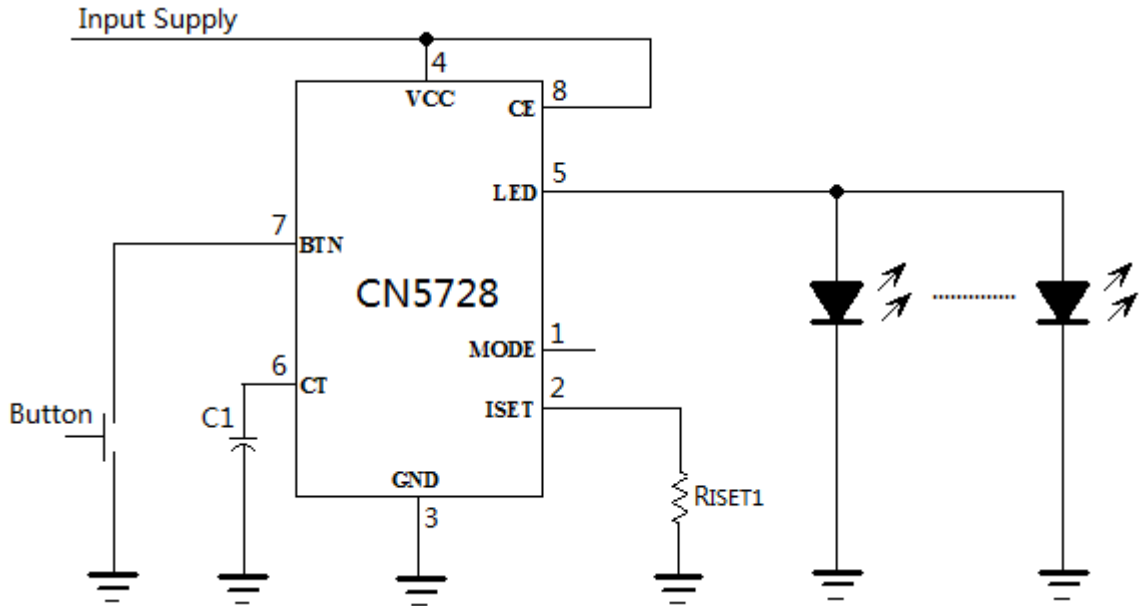 Input Supply
4
VCC
8
CE
5
LED
7
BTN
CN5728
1
MODE
6
CT
2
ISET
Button
C1
RISET1
GND
3